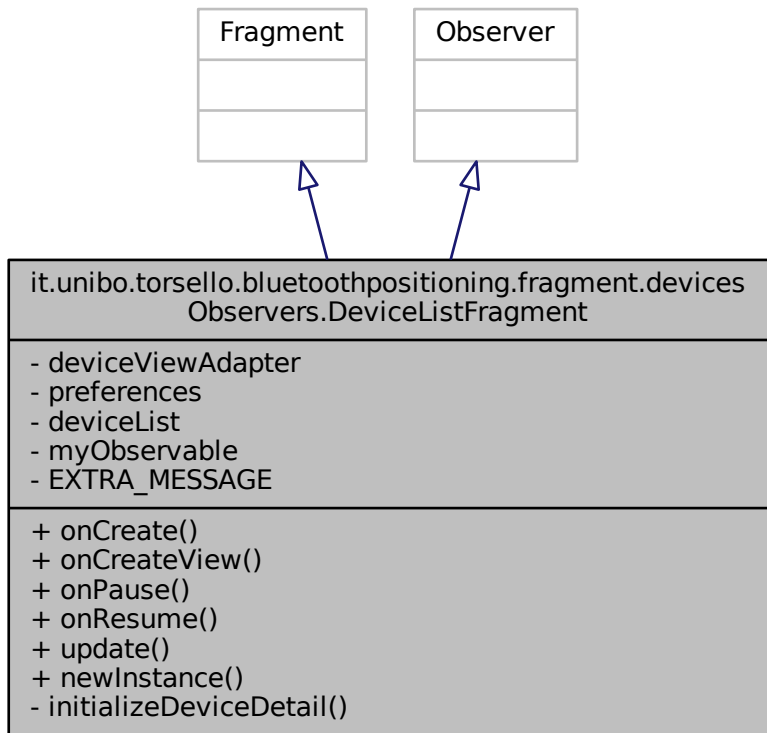 Fragment
Observer
it.unibo.torsello.bluetoothpositioning.fragment.devices
Observers.DeviceListFragment
- deviceViewAdapter
- preferences
- deviceList
- myObservable
- EXTRA_MESSAGE
+ onCreate()
+ onCreateView()
+ onPause()
+ onResume()
+ update()
+ newInstance()
- initializeDeviceDetail()